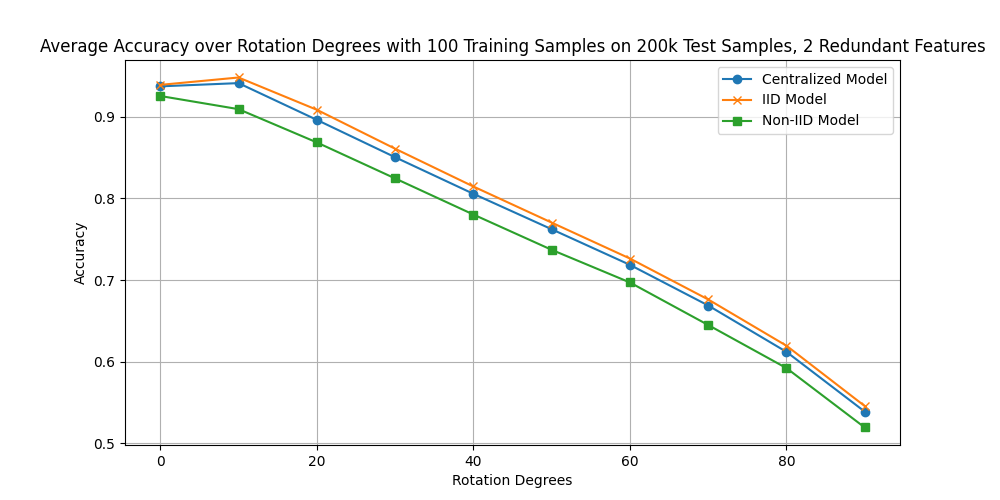 Average Accuracy over Rotation Degrees with 100 Training Samples on 200k Test Samples, 2 Redundant Features
Centralized Model
IID Model
Non-IID Model
Accuracy
0.9
0.8
0.7
0.6
0.5
0 20 40 60 80
Rotation Degrees